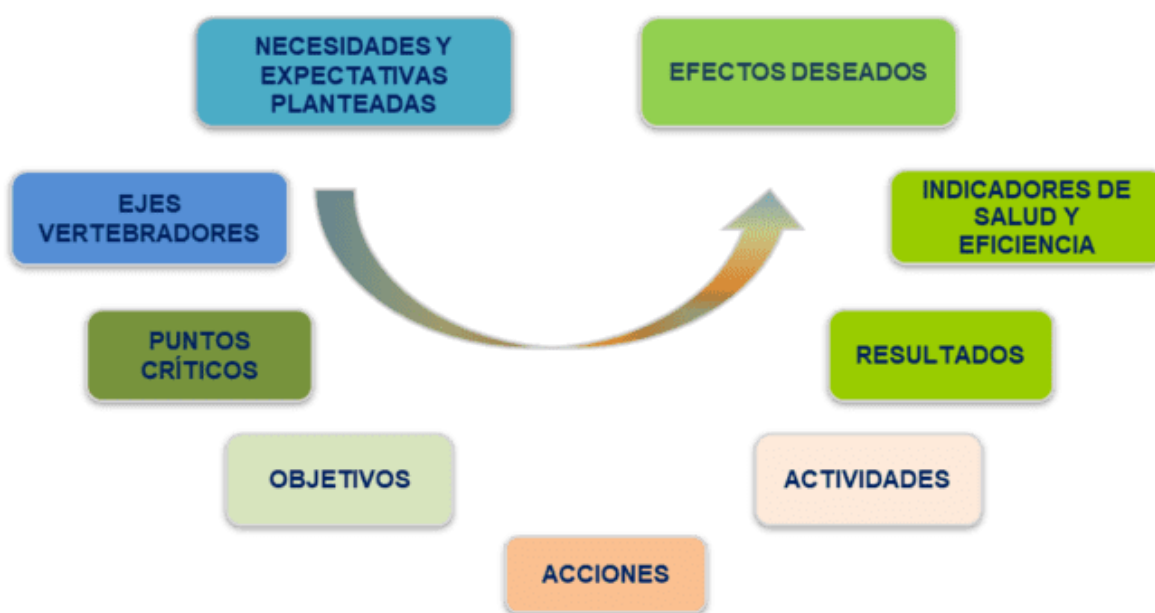 NECESIDADES Y
EXPECTATIVAS
PLANTEADAS
EFECTOS DESEADOS
EJES
VERTEBRADORES
INDICADORES DE
SALUD Y
EFICIENCIA
PUNTOS
CRÍTICOS
RESULTADOS
OBJETIVOS
ACTIVIDADES
ACCIONES